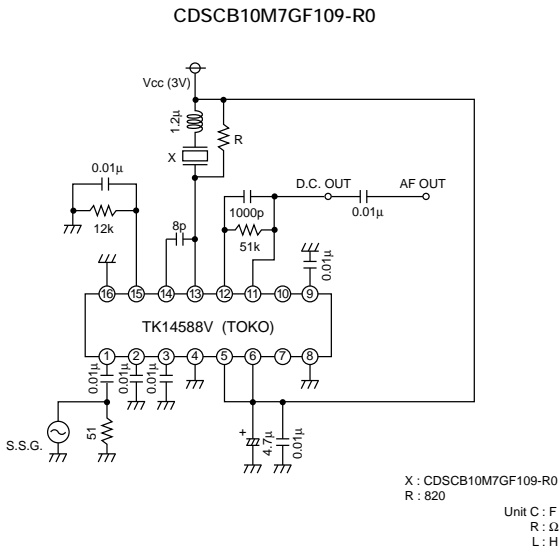 CDSCB10M7GF109-R0
Vcc (3V)
1.2μ
R
X
0.01μ
D.C. OUT
AF OUT
12k
8p
1000p
0.01μ
51k
0.01μ
16 15 14 13 12 11 10 9
TK14588V (TOKO)
1 2 3 4 5 6 7 8
0.01μ
0.01μ
0.01μ
S.S.G.
51
+
4.7μ
0.01μ
X : CDSCB10M7GF109-R0
R : 820
Unit C : F
R : Ω
L : H